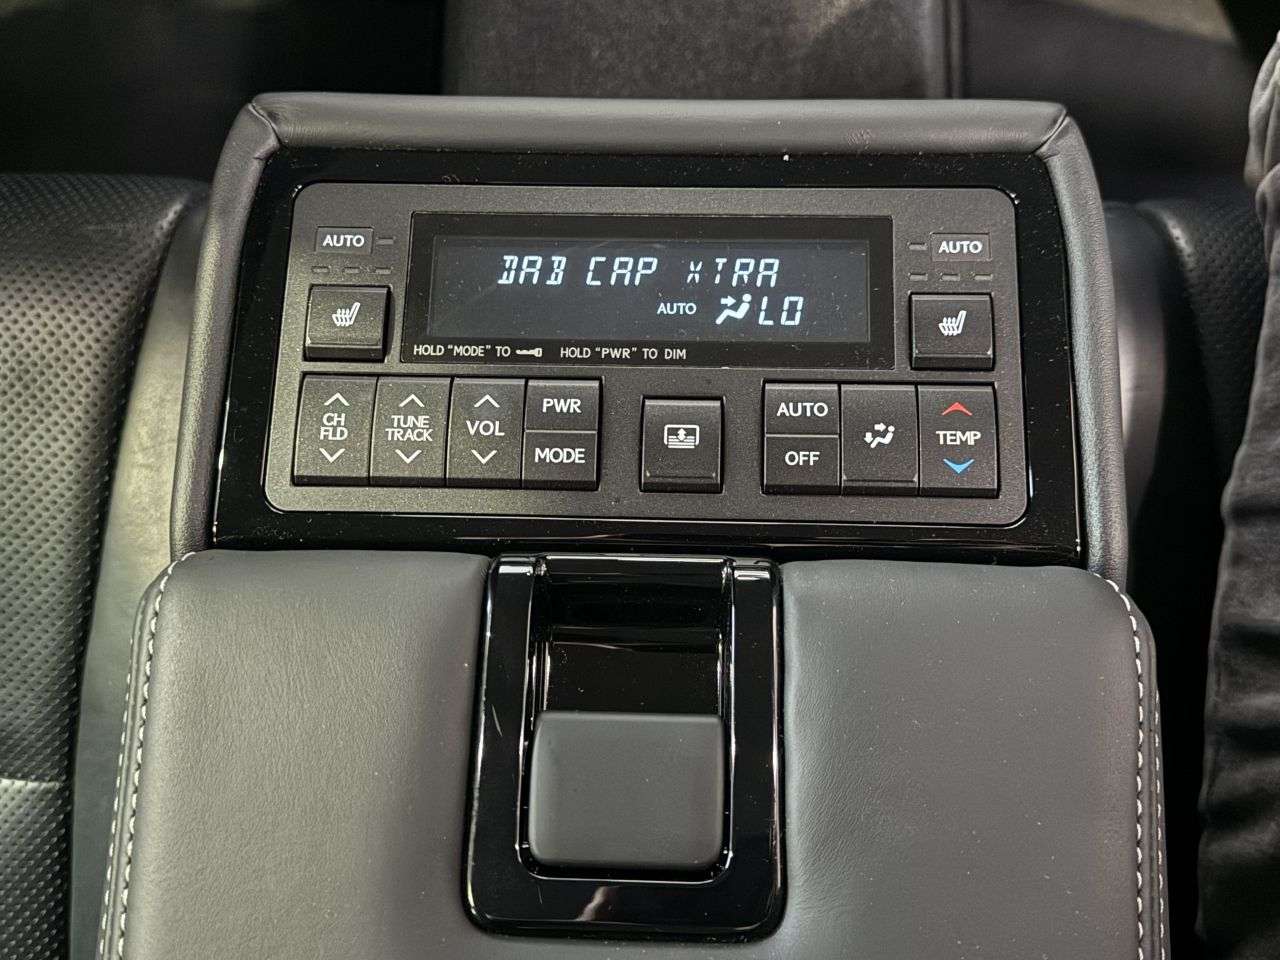 AUTO
AUTO
DAB CAP XTRA
AUTO LO
HOLD "MODE" TO HOLD "PWR" TO DIM
CH
FLD
TUNE
TRACK
VOL
PWR
MODE
AUTO
OFF
TEMP